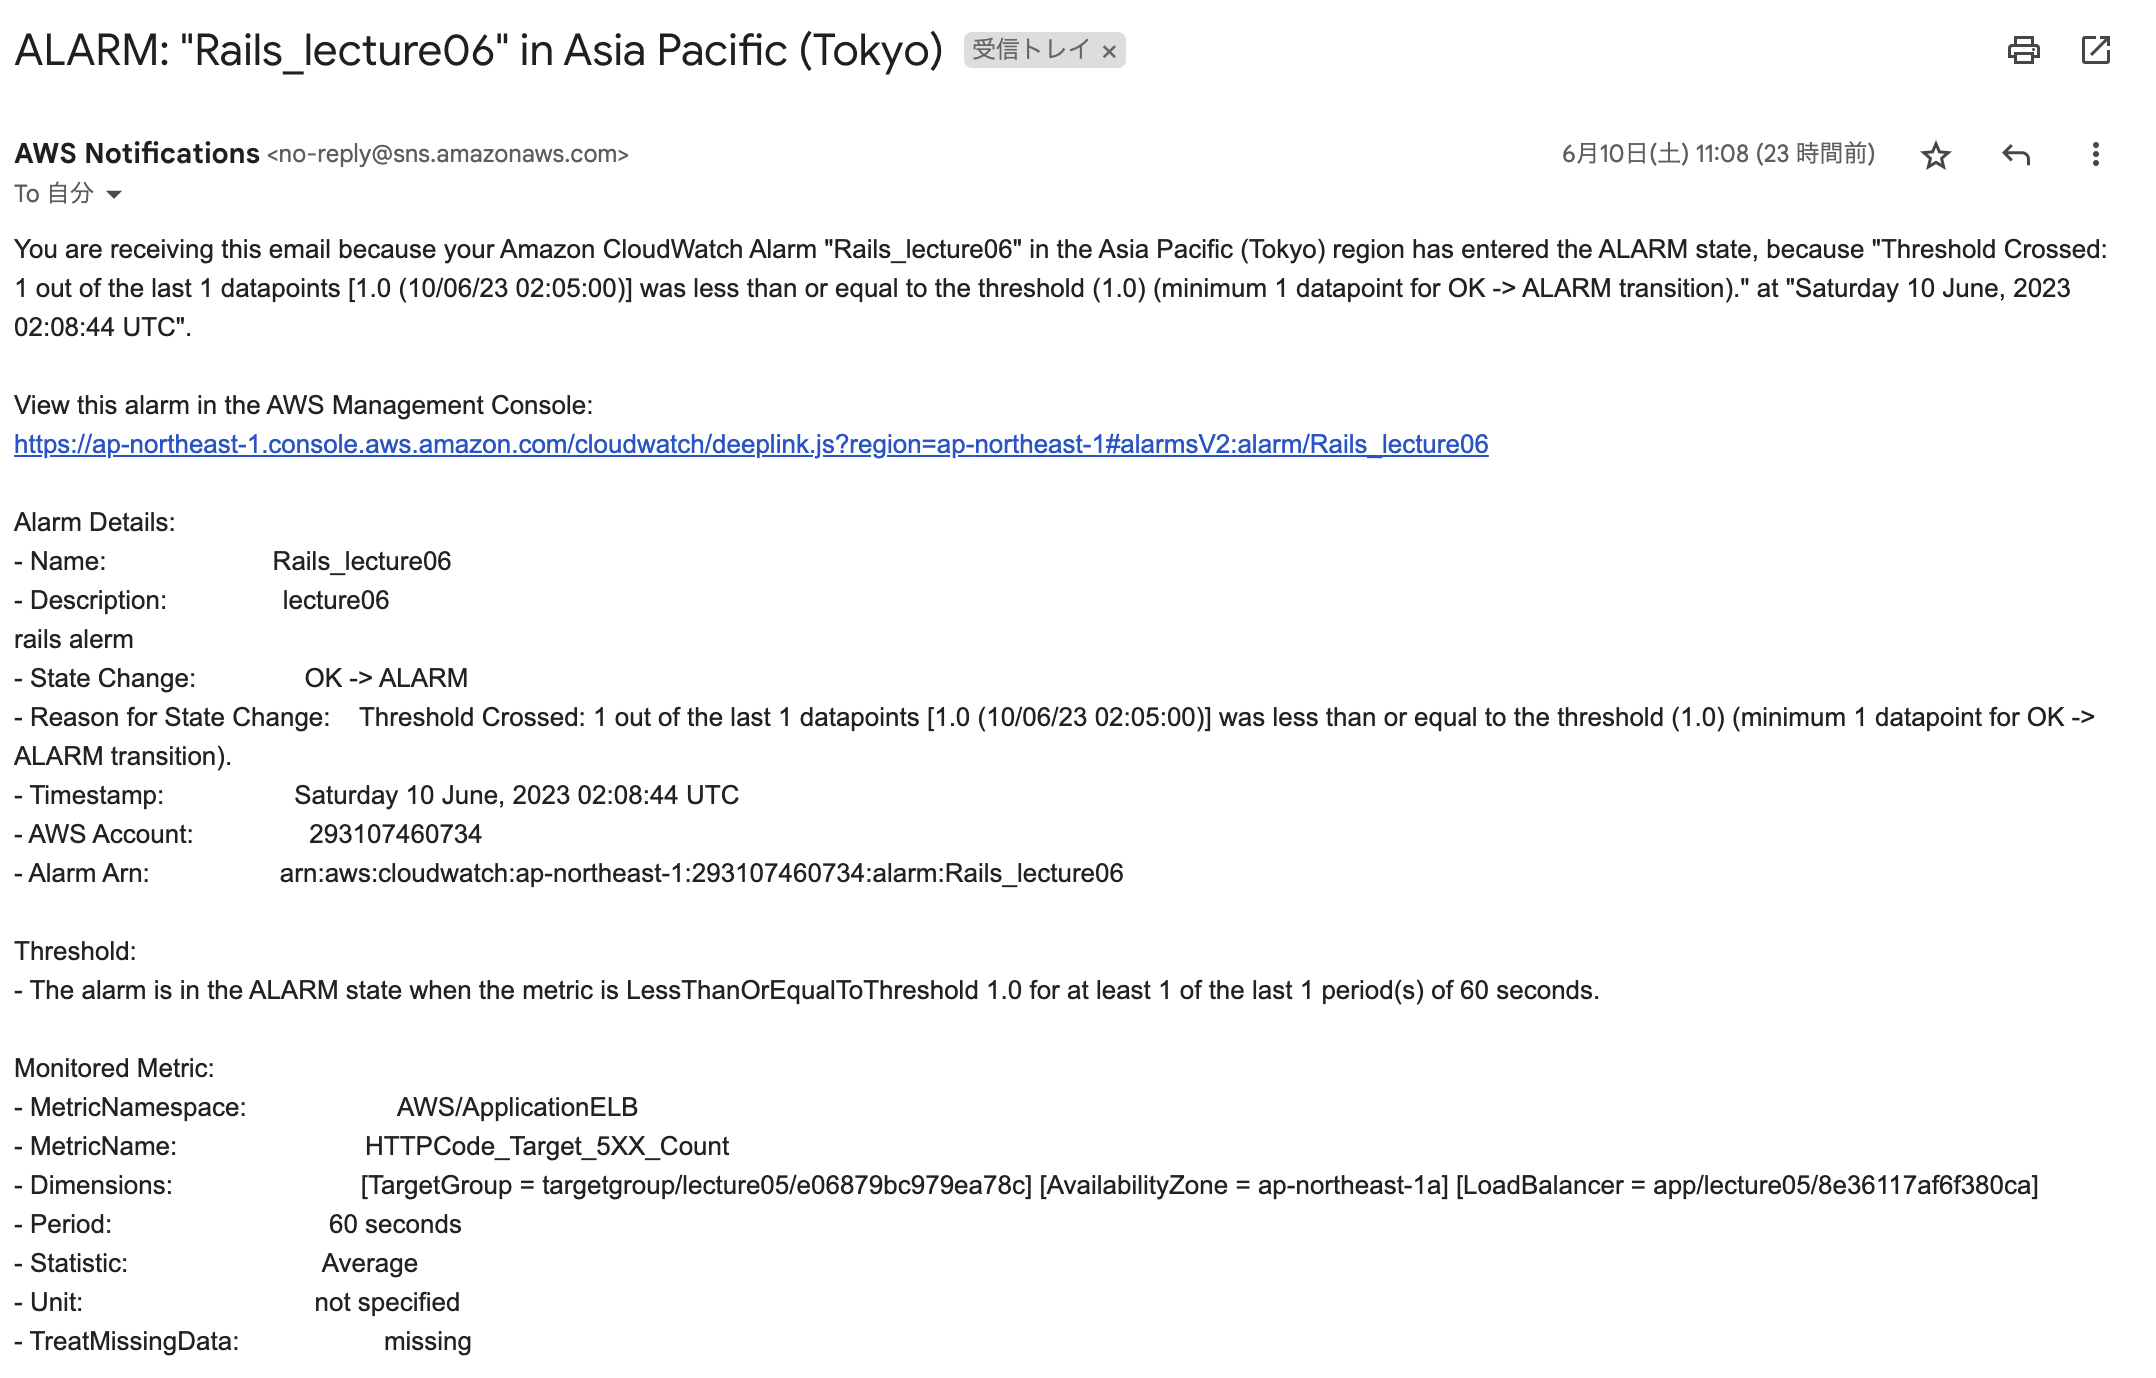 ALARM: "Rails_lecture06" in Asia Pacific (Tokyo) 受信トレイ ×
AWS Notifications <no-reply@sns.amazonaws.com> 6月10日(土) 11:08 (23 時間前)
To 自分
You are receiving this email because your Amazon CloudWatch Alarm "Rails_lecture06" in the Asia Pacific (Tokyo) region has entered the ALARM state, because "Threshold Crossed:
1 out of the last 1 datapoints [1.0 (10/06/23 02:05:00)] was less than or equal to the threshold (1.0) (minimum 1 datapoint for OK -> ALARM transition)." at "Saturday 10 June, 2023
02:08:44 UTC".
View this alarm in the AWS Management Console:
https://ap-northeast-1.console.aws.amazon.com/cloudwatch/deeplink.js?region=ap-northeast-1#alarmsV2:alarm/Rails_lecture06
Alarm Details:
- Name: Rails_lecture06
- Description: lecture06
rails alerm
- State Change: OK -> ALARM
- Reason for State Change: Threshold Crossed: 1 out of the last 1 datapoints [1.0 (10/06/23 02:05:00)] was less than or equal to the threshold (1.0) (minimum 1 datapoint for OK ->
ALARM transition).
- Timestamp: Saturday 10 June, 2023 02:08:44 UTC
- AWS Account: 293107460734
- Alarm Arn: arn:aws:cloudwatch:ap-northeast-1:293107460734:alarm:Rails_lecture06
Threshold:
- The alarm is in the ALARM state when the metric is LessThanOrEqualToThreshold 1.0 for at least 1 of the last 1 period(s) of 60 seconds.
Monitored Metric:
- MetricNamespace: AWS/ApplicationELB
- MetricName: HTTPCode_Target_5XX_Count
- Dimensions: [TargetGroup = targetgroup/lecture05/e06879bc979ea78c] [AvailabilityZone = ap-northeast-1a] [LoadBalancer = app/lecture05/8e36117af6f380ca]
- Period: 60 seconds
- Statistic: Average
- Unit: not specified
- TreatMissingData: missing